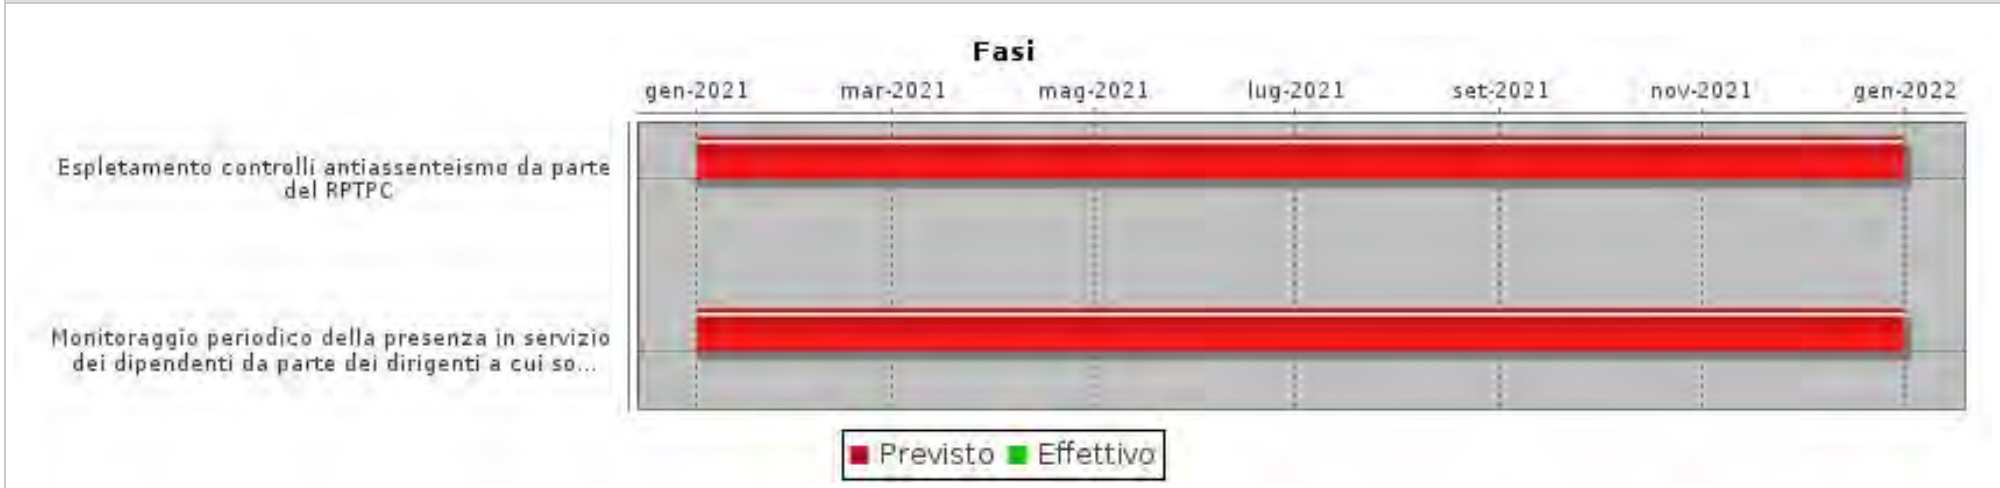 Fasi
gen-2021 mar-2021 mag-2021 lug-2021 set-2021 nov-2021 gen-2022
Espletamento controlli antiassenteismo da parte
del RPTPC
Monitoraggio periodico della presenza in servizio
dei dipendenti da parte dei dirigenti a cui so...
Previsto Effettivo